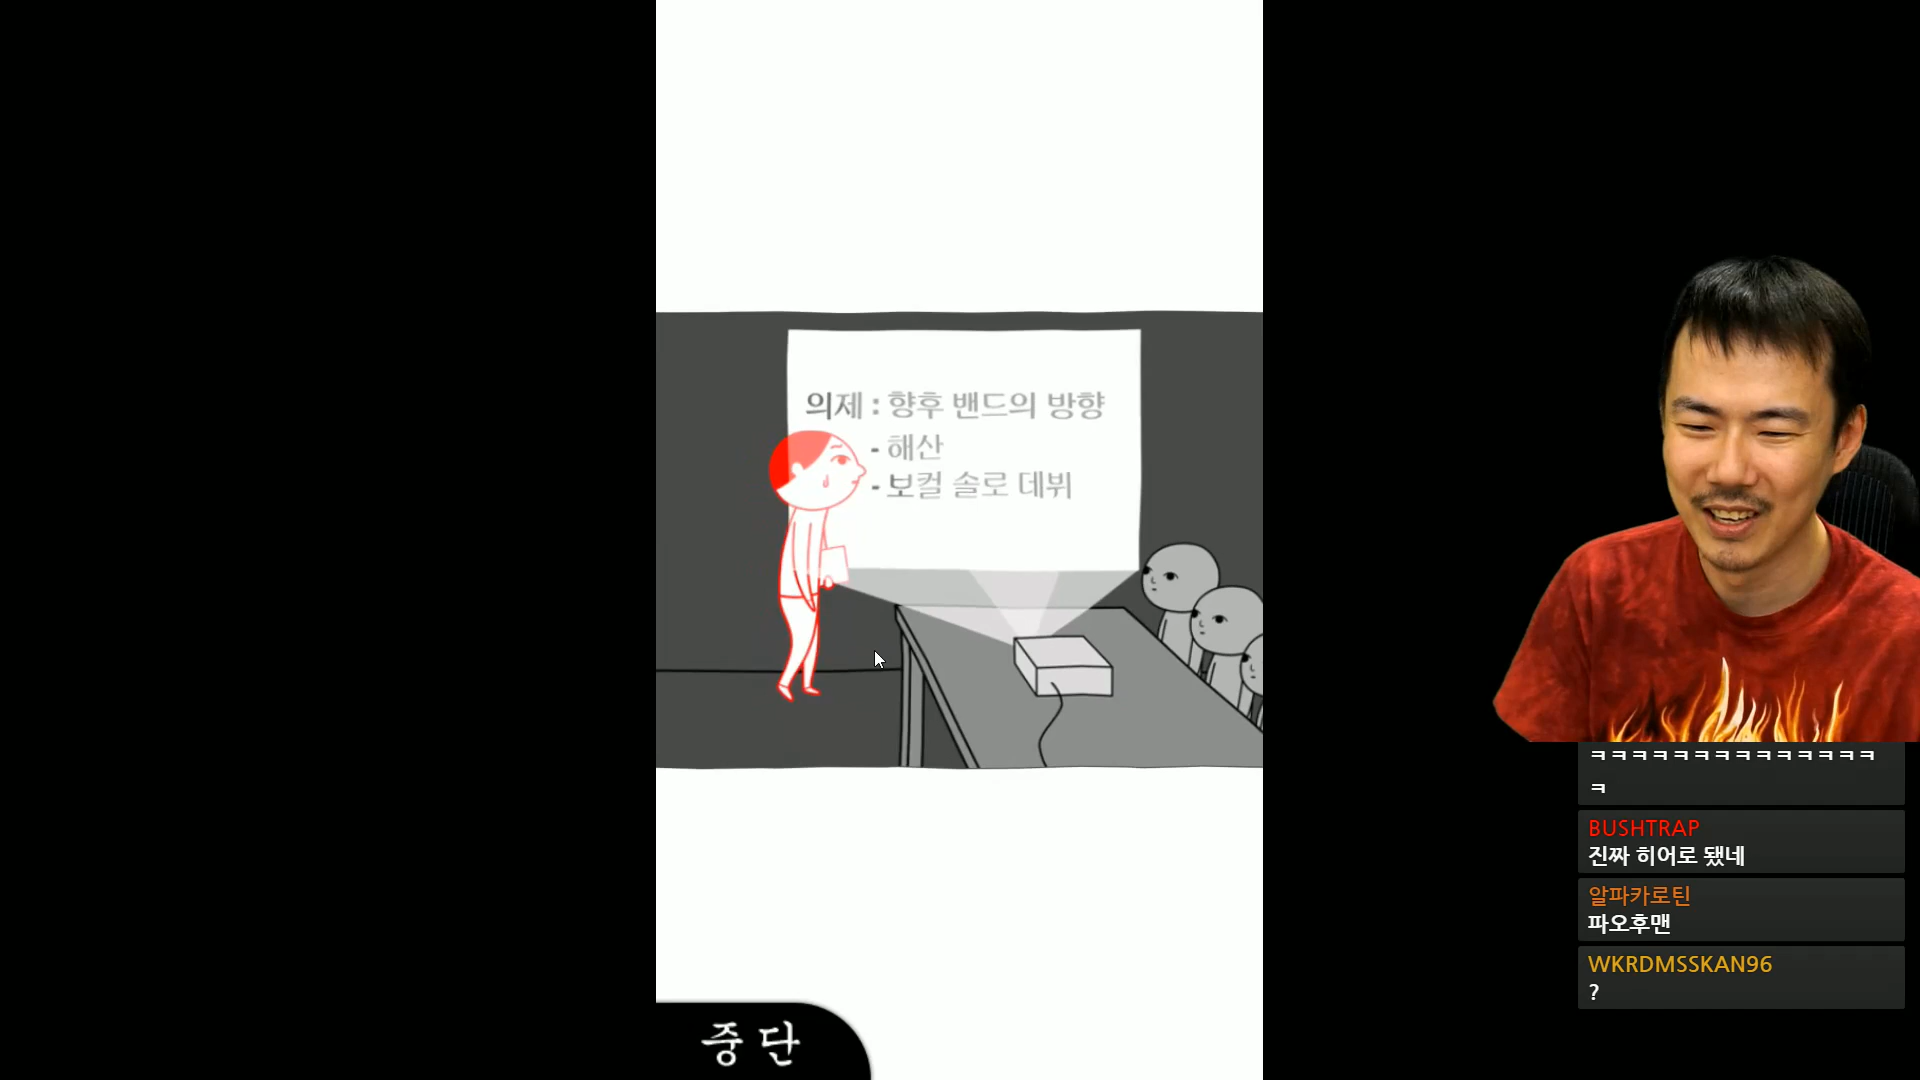 의제 : 향후 밴드의 방향
- 해산
- 보컬 솔로 데뷔
중단
ㅋㅋㅋㅋㅋㅋㅋㅋㅋㅋㅋㅋㅋㅋ
ㅋ
BUSHTRAP
진짜 히어로 됐네
알파카로틴
파오후맨
WKRDMSSKAN96
?